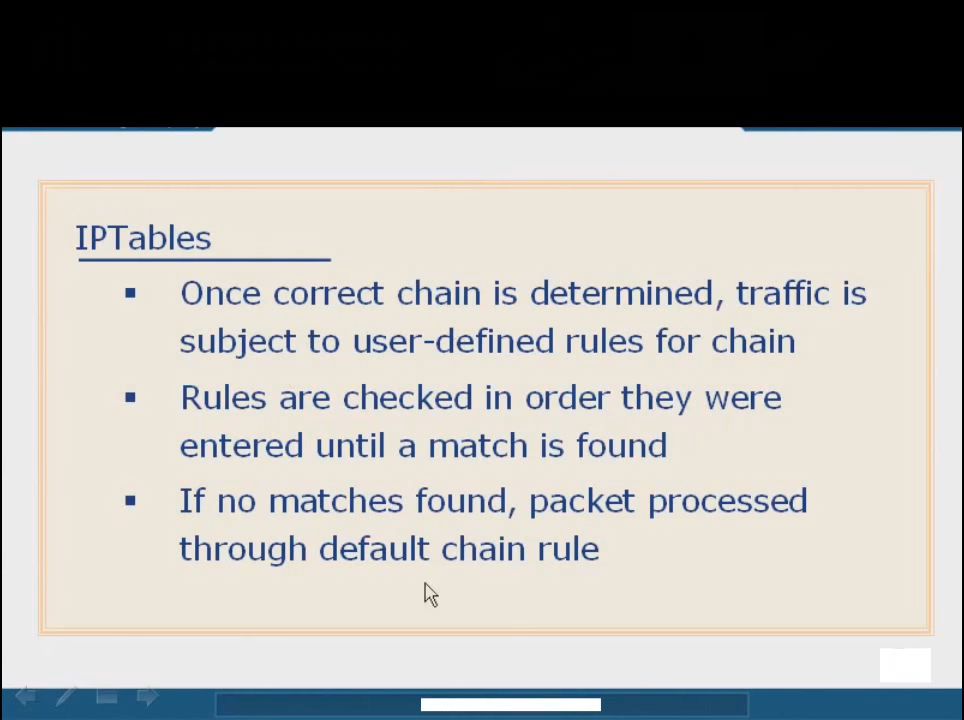 IPTables
▪ Once correct chain is determined, traffic is
subject to user-defined rules for chain
▪ Rules are checked in order they were
entered until a match is found
▪ If no matches found, packet processed
through default chain rule